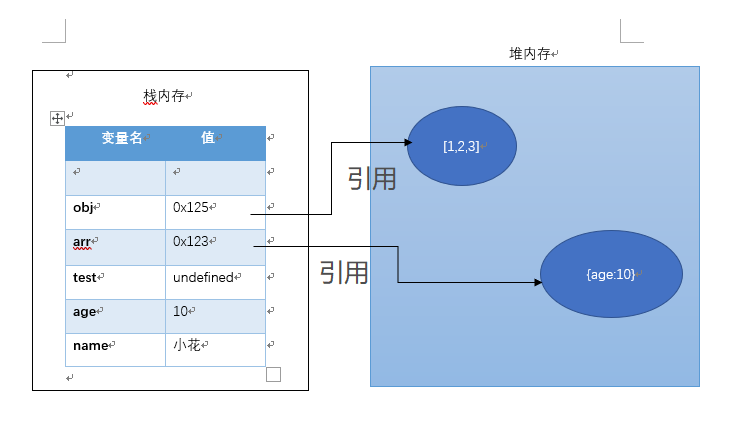 堆内存
栈内存
变量名 值
obj 0x125
arr 0x123
test undefined
age 10
name 小花
引用
引用
[1,2,3]
{age:10}